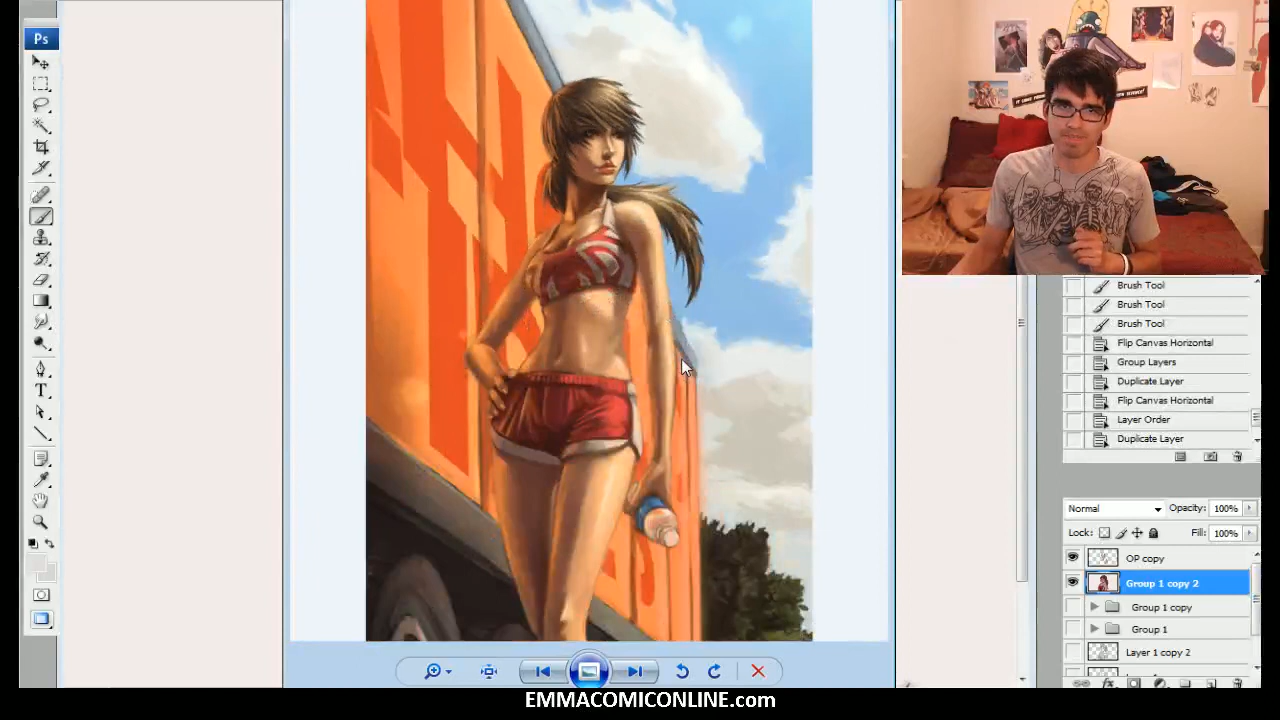 Ps
Brush Tool
Brush Tool
Brush Tool
Flip Canvas Horizontal
Group Layers
Duplicate Layer
Flip Canvas Horizontal
Layer Order
Duplicate Layer
Normal
Opacity: 100%
Lock:
Fill: 100%
OP copy
Group 1 copy 2
Group 1 copy
Group 1
Layer 1 copy 2
T
fx
EMMACOMICONLINE.com